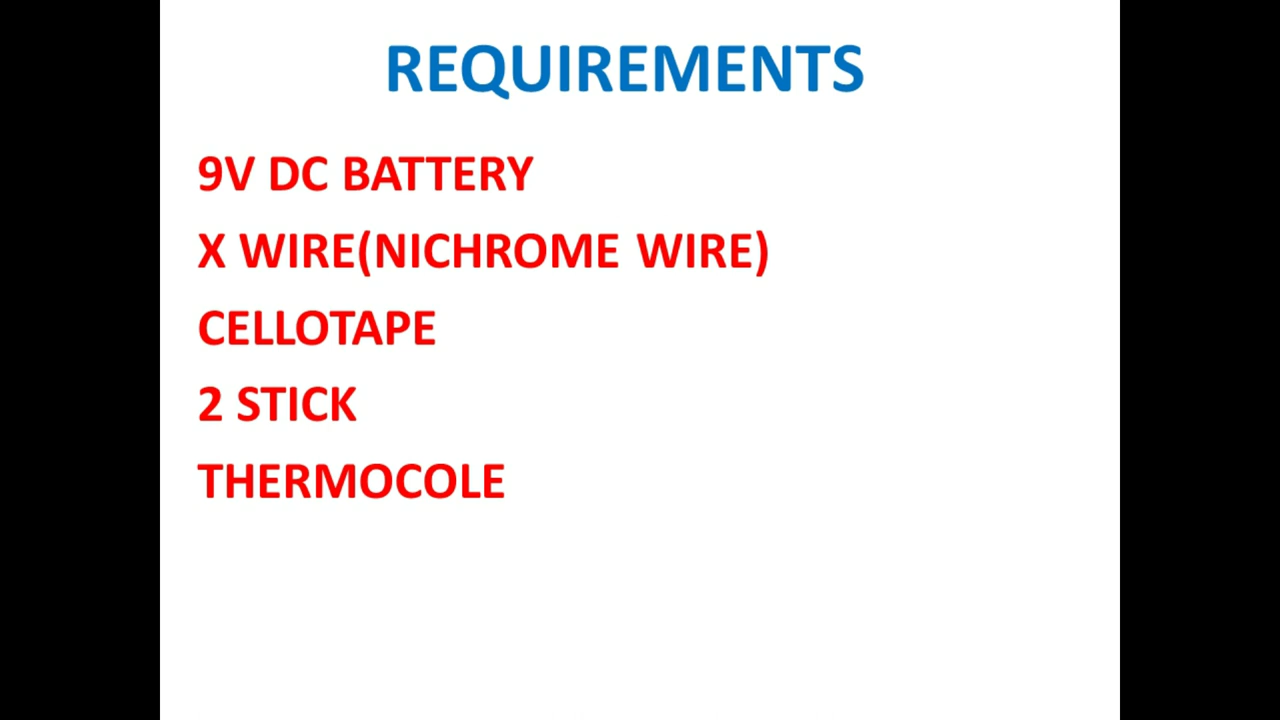 REQUIREMENTS
9V DC BATTERY
X WIRE(NICHROME WIRE)
CELLOTAPE
2 STICK
THERMOCOLE